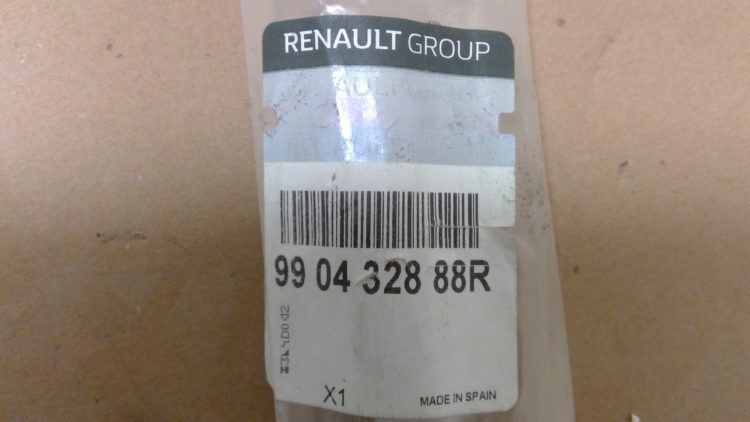 RENAULT GROUP
99 04 328 88R
X1
MADE IN SPAIN